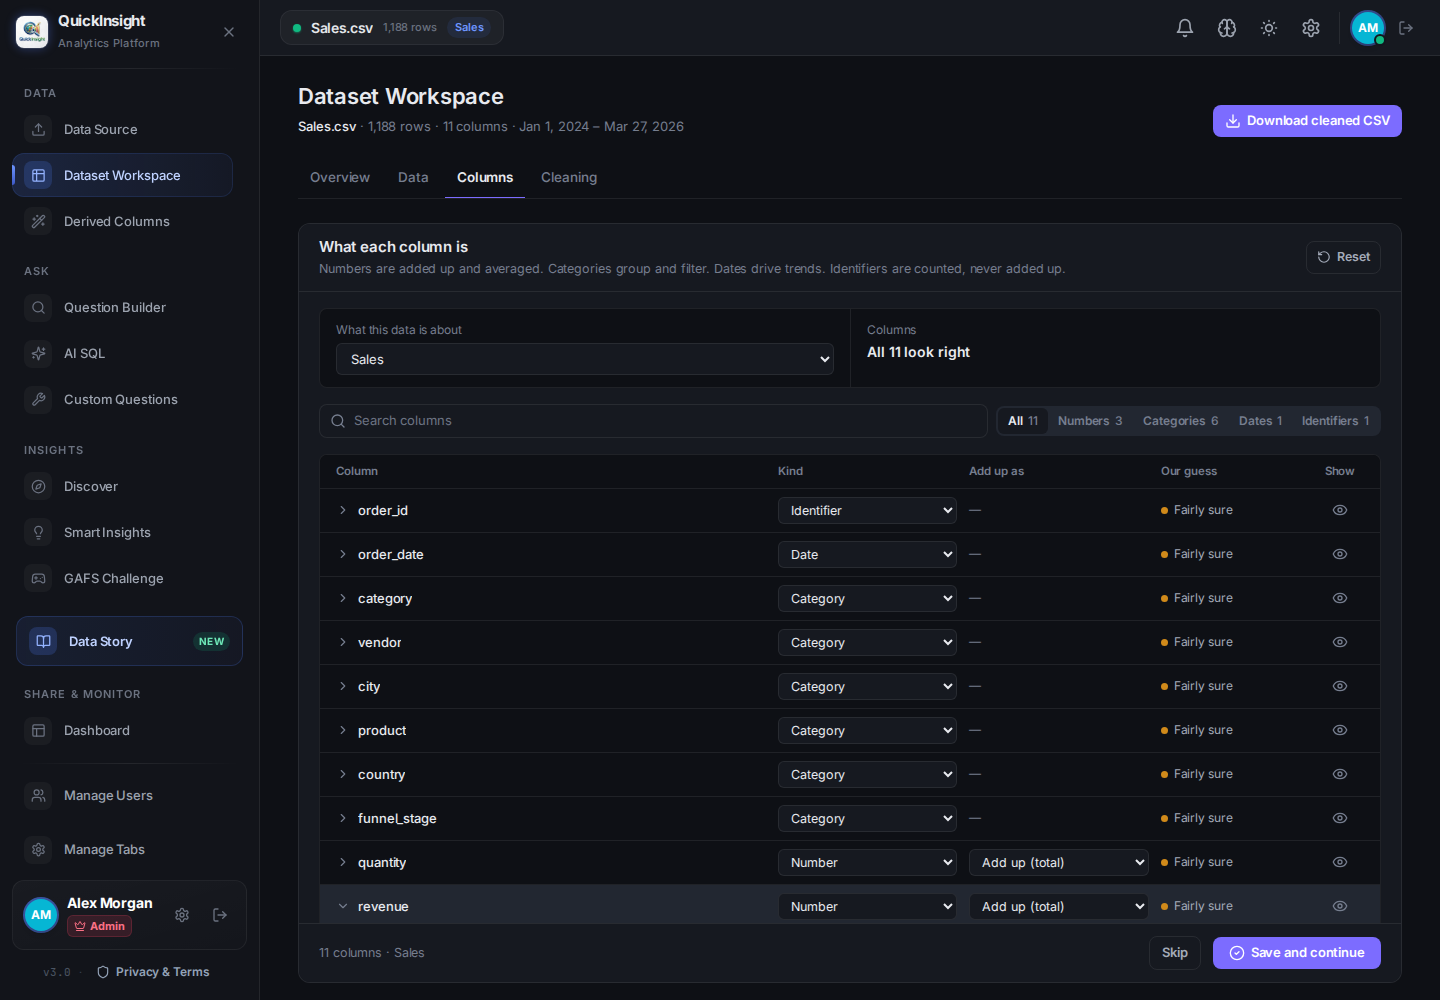 QuickInsight
Analytics Platform
DATA
Data Source
Dataset Workspace
Derived Columns
ASK
Question Builder
AI SQL
Custom Questions
INSIGHTS
Discover
Smart Insights
GAFS Challenge
Data Story NEW
SHARE & MONITOR
Dashboard
Manage Users
Manage Tabs
AM Alex Morgan
Admin
v3.0 · Privacy & Terms
Sales.csv 1,188 rows Sales
AM
Dataset Workspace
Sales.csv · 1,188 rows · 11 columns · Jan 1, 2024 – Mar 27, 2026
Download cleaned CSV
Overview Data Columns Cleaning
What each column is
Numbers are added up and averaged. Categories group and filter. Dates drive trends. Identifiers are counted, never added up.
Reset
What this data is about
Sales
Columns
All 11 look right
Search columns
All 11 Numbers 3 Categories 6 Dates 1 Identifiers 1
Column Kind Add up as Our guess Show
order_id Identifier — Fairly sure
order_date Date — Fairly sure
category Category — Fairly sure
vendor Category — Fairly sure
city Category — Fairly sure
product Category — Fairly sure
country Category — Fairly sure
funnel_stage Category — Fairly sure
quantity Number Add up (total) Fairly sure
revenue Number Add up (total) Fairly sure
11 columns · Sales
Skip
Save and continue